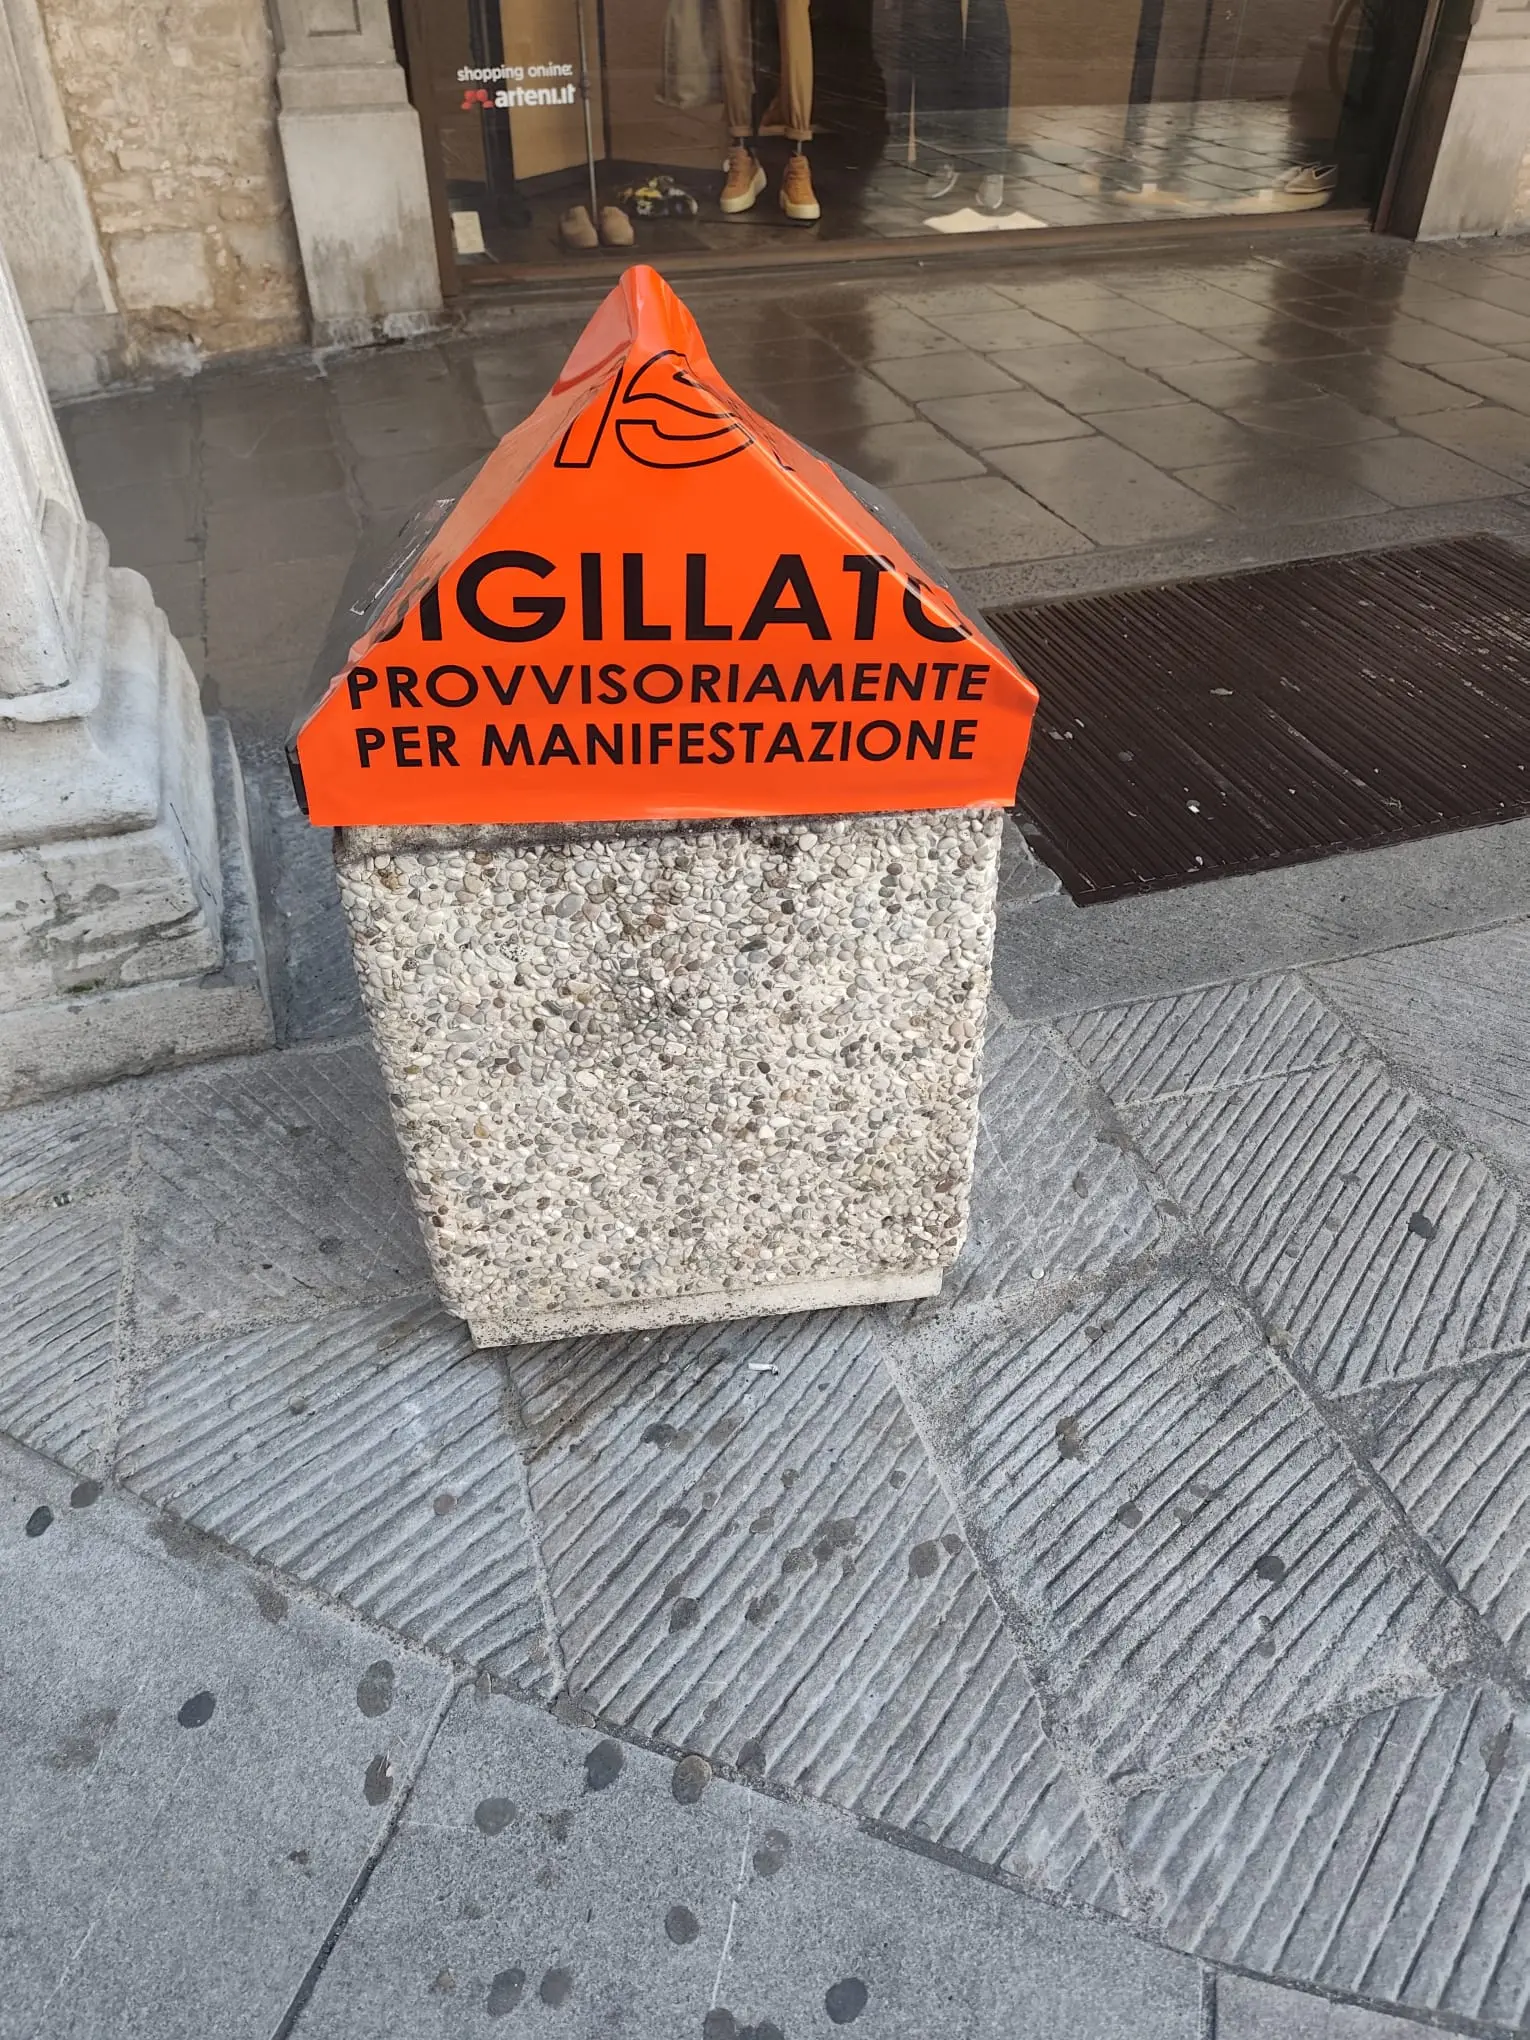 shopping online
arteni.it
SIGILLATO
PROVVISORIAMENTE
PER MANIFESTAZIONE